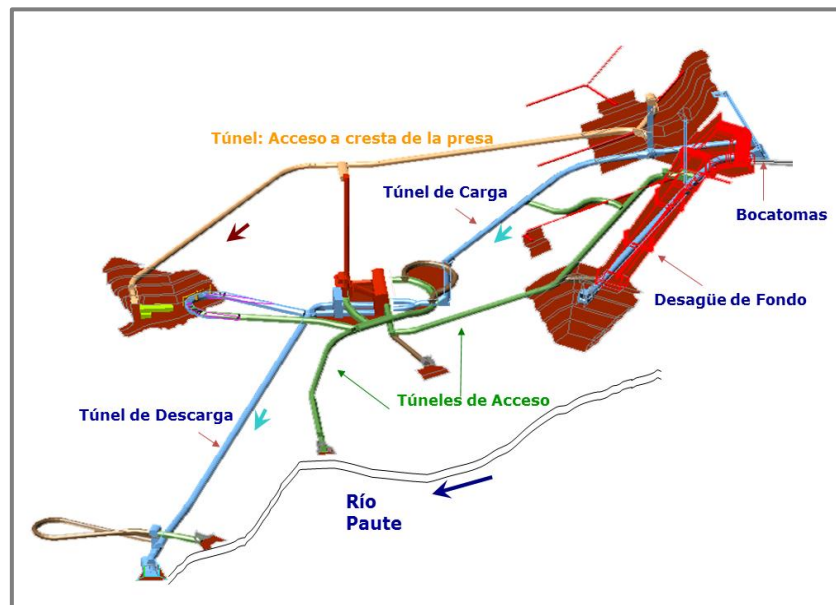 Túnel: Acceso a cresta de la presa
Túnel de Carga
Bocatomas
Desagüe de Fondo
Túneles de Acceso
Túnel de Descarga
Río
Paute